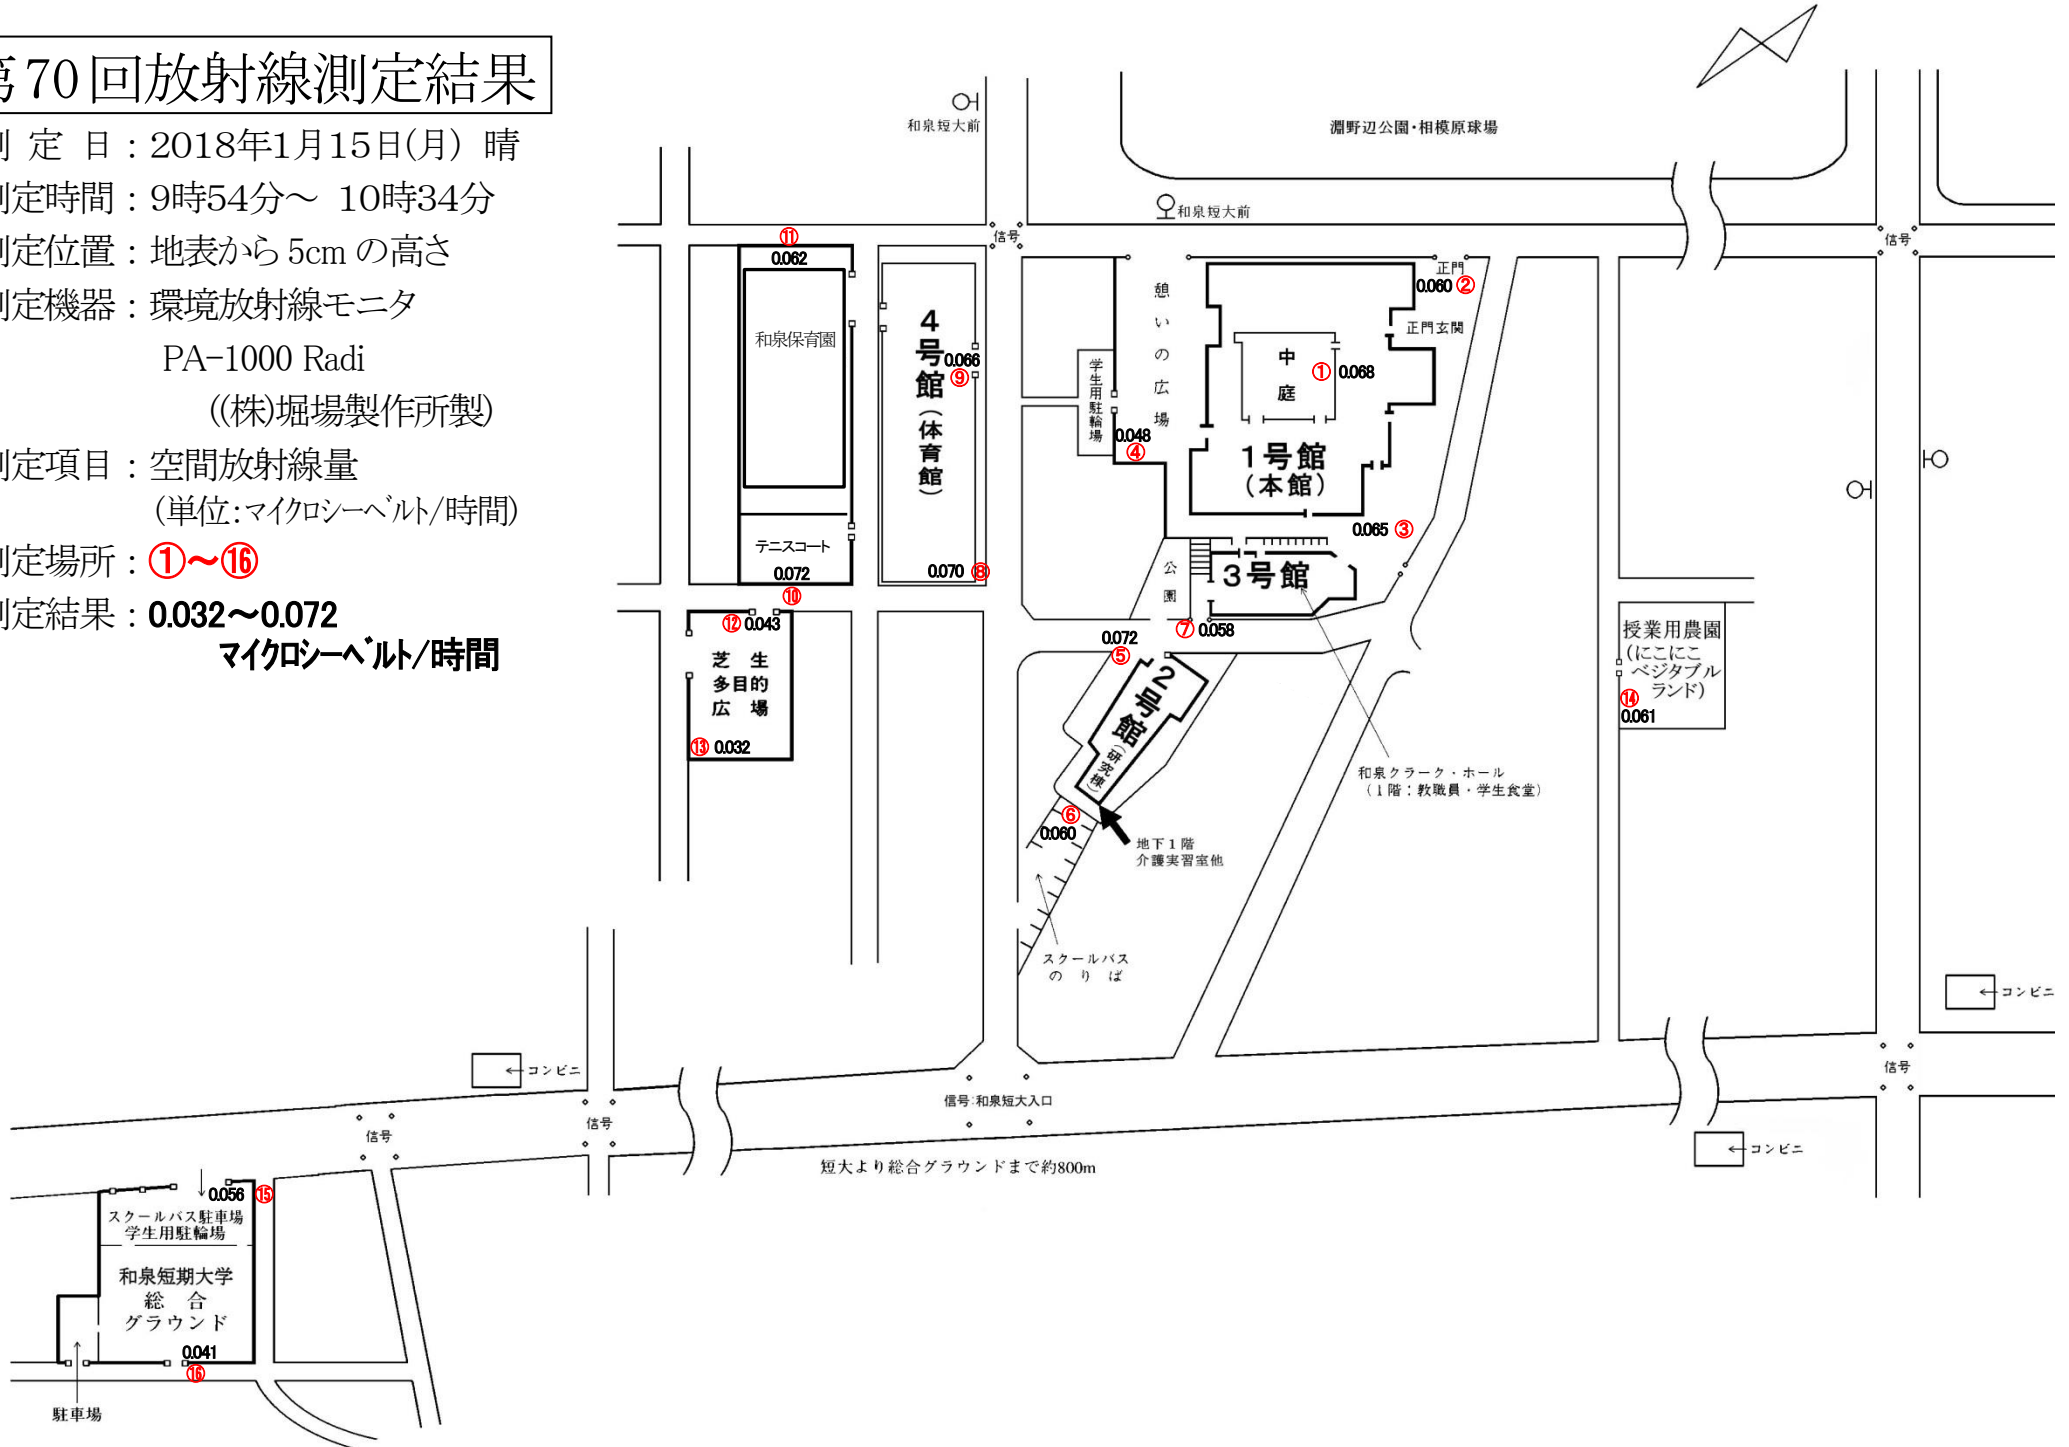 第70回放射線測定結果
測定日：2018年1月15日(月) 晴
測定時間：9時54分～ 10時34分
測定位置：地表から5cmの高さ
測定機器：環境放射線モニタ
PA-1000 Radi
((株)堀場製作所製)
測定項目：空間放射線量
(単位:マイクロシーベルト/時間)
測定場所：①～⑯
測定結果：0.032～0.072
マイクロシーベルト/時間
和泉短大前
淵野辺公園・相模原球場
和泉短大前
信号
信号
⑪
0.062
和泉保育園
テニスコート
0.072
⑩
4号館(体育館)
0.066
⑨
0.070 ⑧
学生用駐輪場
憩いの広場
0.048
④
正門
0.060 ②
正門玄関
中庭
① 0.068
1号館
(本館)
0.065 ③
公園
3号館
⑦ 0.058
0.072
⑤
2号館(研究棟)
⑥
0.060
地下1階
介護実習室他
スクールバス
のりば
和泉クラーク・ホール
(1階：教職員・学生食堂)
⑫ 0.043
芝生
多目的
広場
⑬ 0.032
授業用農園
(にこにこ
ベジタブル
ランド)
⑭
0.061
←コンビニ
←コンビニ
信号
信号:和泉短大入口
信号
信号
←コンビニ
短大より総合グラウンドまで約800m
0.056 ⑮
スクールバス駐車場
学生用駐輪場
和泉短期大学
総合
グラウンド
0.041
⑯
駐車場